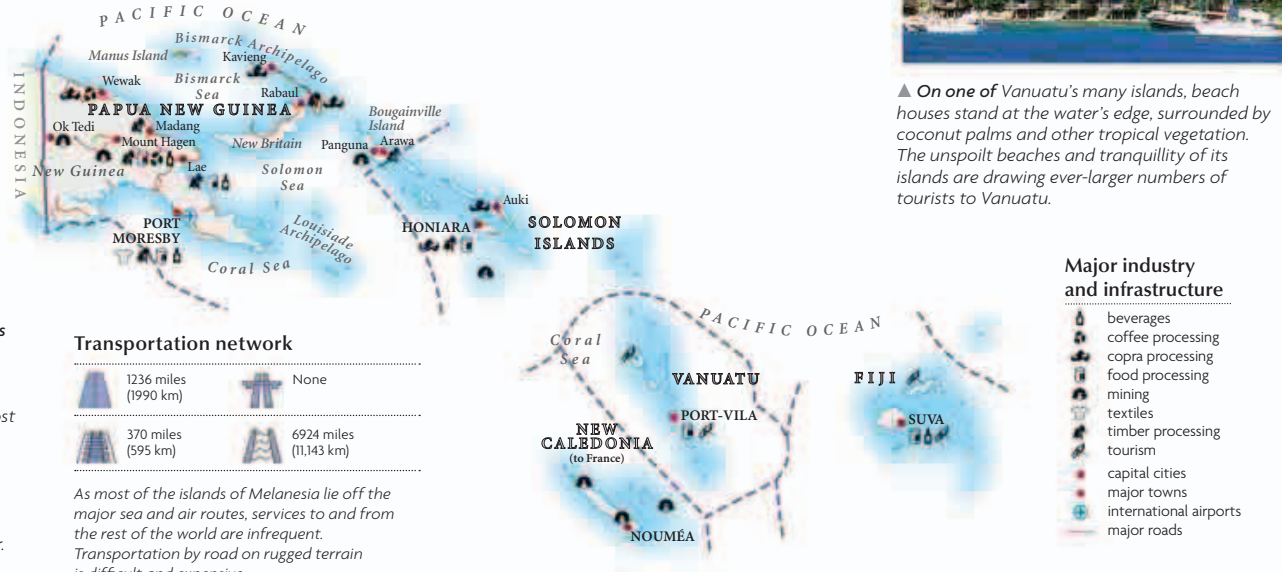 PACIFIC OCEAN
Bismarck Archipelago
Manus Island
Kavieng
INDONESIA
Wewak
Bismarck
Sea
Rabaul
PAPUA NEW GUINEA
Bougainville
Island
Ok Tedi
Madang
Mount Hagen
New Britain
Panguna
Arawa
New Guinea
Lae
Solomon
Sea
Auki
PORT
MORESBY
Louisiade
Archipelago
HONIARA
SOLOMON
ISLANDS
Coral Sea
▲ On one of Vanuatu's many islands, beach
houses stand at the water's edge, surrounded by
coconut palms and other tropical vegetation.
The unspoilt beaches and tranquillity of its
islands are drawing ever-larger numbers of
tourists to Vanuatu.
Transportation network
1236 miles
(1990 km)
None
370 miles
(595 km)
6924 miles
(11,143 km)
As most of the islands of Melanesia lie off the
major sea and air routes, services to and from
the rest of the world are infrequent.
Transportation by road on rugged terrain
is difficult and expensive.
Coral
Sea
PACIFIC OCEAN
VANUATU
FIJI
PORT-VILA
SUVA
NEW
CALEDONIA
(to France)
NOUMÉA
Major industry
and infrastructure
beverages
coffee processing
copra processing
food processing
mining
textiles
timber processing
tourism
capital cities
major towns
international airports
major roads